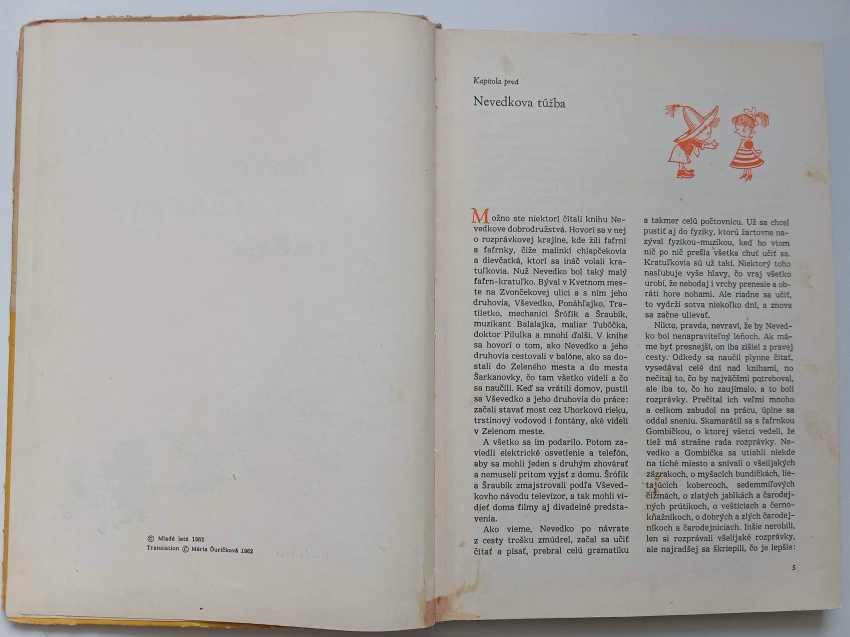 © Mladé letá 1962
Translation © Mária Ďuríčková 1962
Kapitola prvá
Nevedkova túžba
Možno ste niektorí čítali knihu Ne-
vedkove dobrodružstvá. Hovorí sa v nej
o rozprávkovej krajine, kde žili fafrni
a fafrnky, čiže malinkí chlapčekovia
a dievčatká, ktorí sa ináč volali kra-
tuľkovia. Nuž Nevedko bol taký malý
fafrn-kratuľko. Býval v Kvetnom mes-
te na Zvončekovej ulici a s ním jeho
druhovia, Vševedko, Ponáhľajko, Tra-
tiletko, mechanici Šrófik a Šraubík,
muzikant Balalajka, maliar Tubôčka,
doktor Pilulka a mnohí ďalší. V knihe
sa hovorí o tom, ako Nevedko a jeho
druhovia cestovali v balóne, ako sa do-
stali do Zeleného mesta a do mesta
Šarkanovky, čo tam všetko videli a čo
sa naučili. Keď sa vrátili domov, pustil
sa Vševedko a jeho druhovia do práce:
začali stavať most cez Uhorkovú rieku,
trstinový vodovod i fontány, aké videli
v Zelenom meste.
A všetko sa im podarilo. Potom za-
viedli elektrické osvetlenie a telefón,
aby sa mohli jeden s druhým zhovárať
a nemuseli pritom vyjsť z domu. Šrófik
a Šraubík zmajstrovali podľa Vševed-
kovho návodu televízor, a tak mohli vi-
dieť doma filmy aj divadelné predsta-
venia.
Ako vieme, Nevedko po návrate
z cesty trošku zmúdrel, začal sa učiť
čítať a písať, prebral celú gramatiku
a takmer celú počtovnicu. Už sa chcel
pustiť aj do fyziky, ktorú žartovne na-
zýval fyzikou-muzikou, keď ho vtom
nič po nič prešla všetka chuť učiť sa.
Kratuľkovia sú už takí. Niektorý toho
nasľubuje vyše hlavy, čo vraj všetko
urobí, že nebodaj i vrchy prenesie a ob-
ráti hore nohami. Ale riadne sa učiť,
to vydrží sotva niekoľko dní, a znova
sa začne ulievať.
Nikto, pravda, nevraví, že by Neved-
ko bol nenapraviteľný leňoch. Ak má-
me byť presnejší, on iba zišiel z pravej
cesty. Odkedy sa naučil plynne čítať,
vysedával celé dni nad knihami, no
nečítal to, čo by najväčšmi potreboval,
ale iba to, čo ho zaujímalo, a to boli
rozprávky. Prečítal ich veľmi mnoho
a celkom zabudol na prácu, úplne sa
oddal sneniu. Skamarátil sa s fafrnkou
Gombičkou, o ktorej všetci vedeli, že
tiež má strašne rada rozprávky. Ne-
vedko a Gombička sa utiahli niekde
na tiché miesto a snívali o všelijakých
zázrakoch, o myšacích bundičkách, lie-
tajúcich kobercoch, sedemmíľových
čižmách, o zlatých jabĺkach a čarodej-
ných prútikoch, o vešticiach a černo-
kňažníkoch, o dobrých a zlých čarodej-
níkoch a čarodejniciach. Inšie nerobili,
len si rozprávali všelijaké rozprávky,
ale najradšej sa škriepili, čo je lepšie:
5